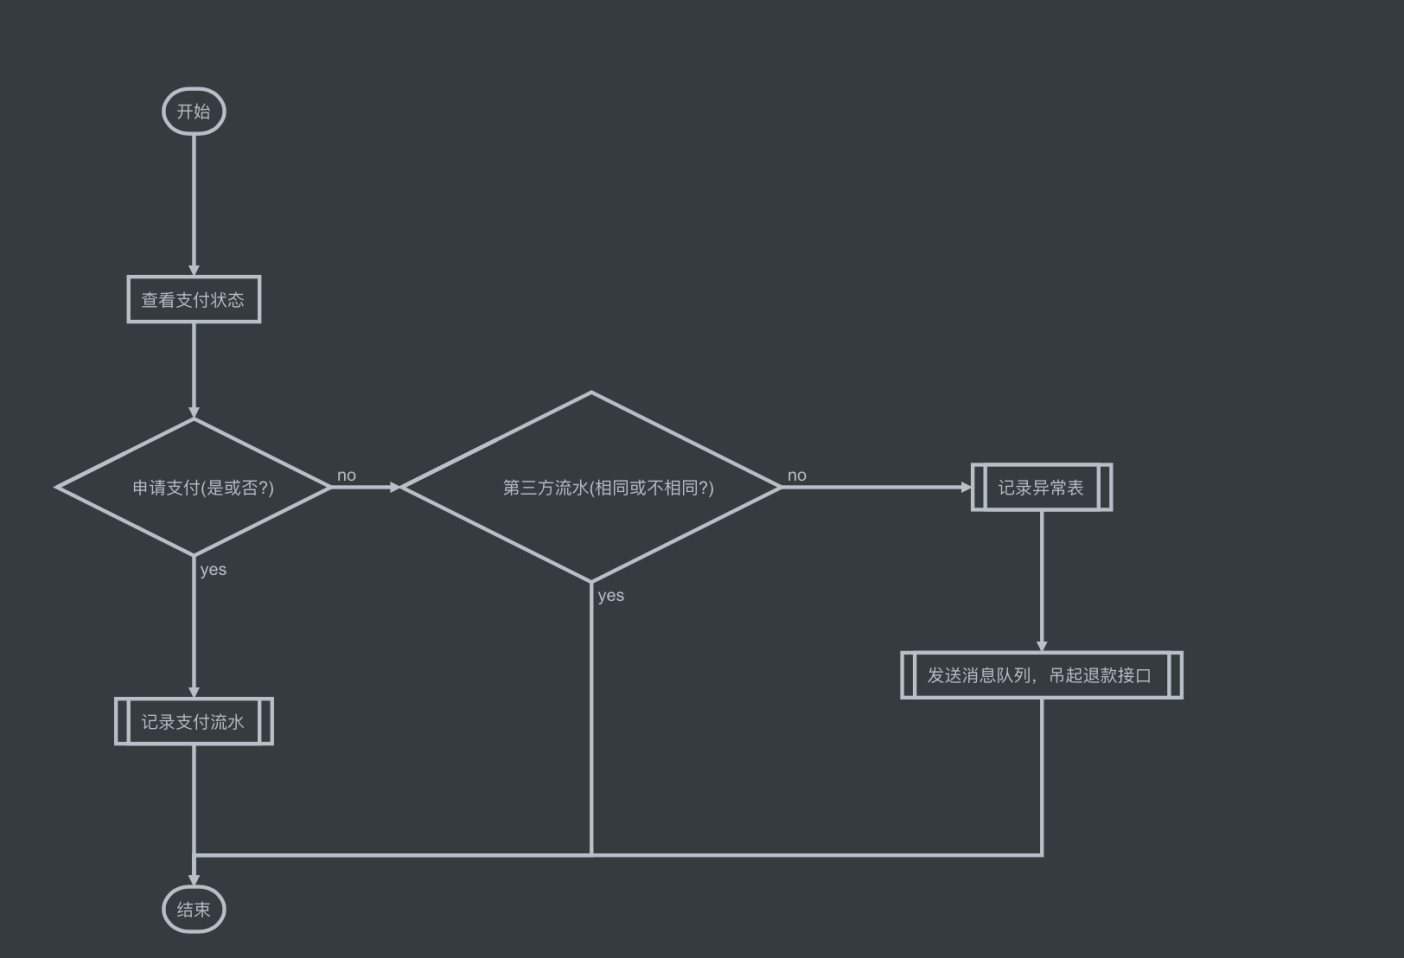 开始
查看支付状态
申请支付(是或否?)
no
第三方流水(相同或不相同?)
no
记录异常表
yes
yes
发送消息队列，吊起退款接口
记录支付流水
结束